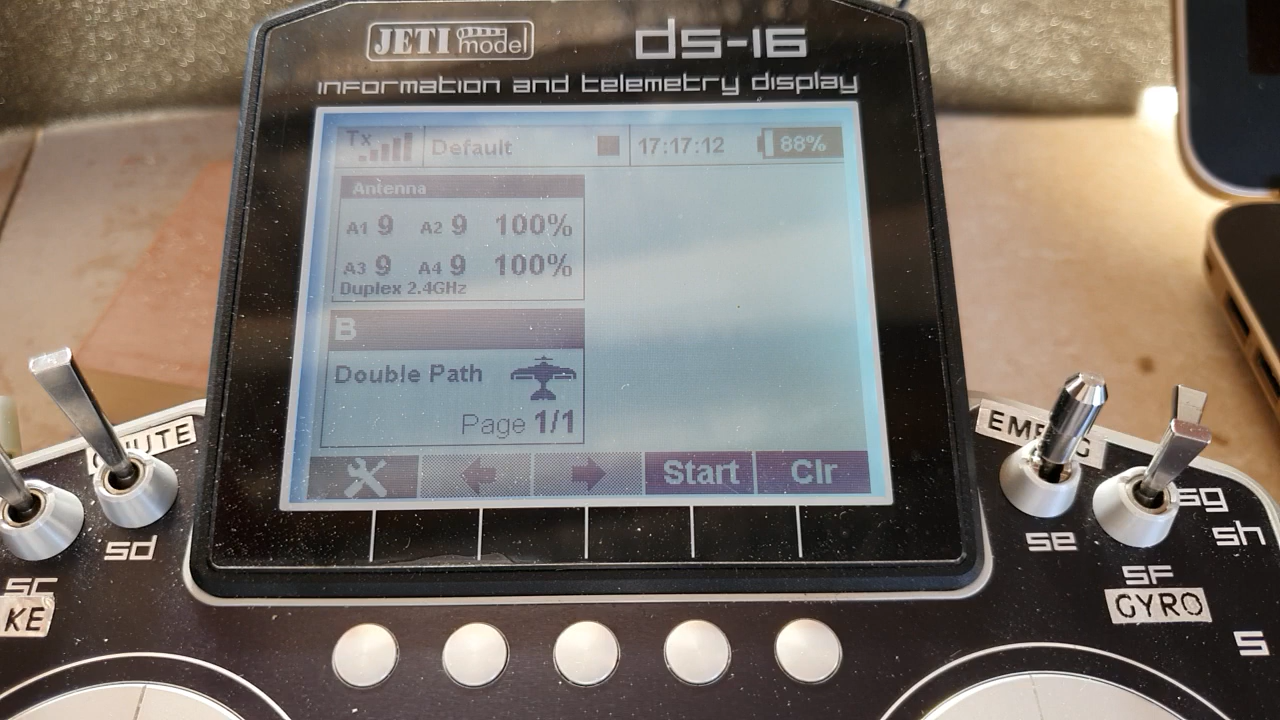 JETI model
ds-16
information and telemetry display
Tx Default 17:17:12 88%
Antenna
A1 9 A2 9 100%
A3 9 A4 9 100%
Duplex 2.4GHz
B
Double Path
Page 1/1
Start Clr
sd
sc
KE
se
sg
sh
sf
GYRO